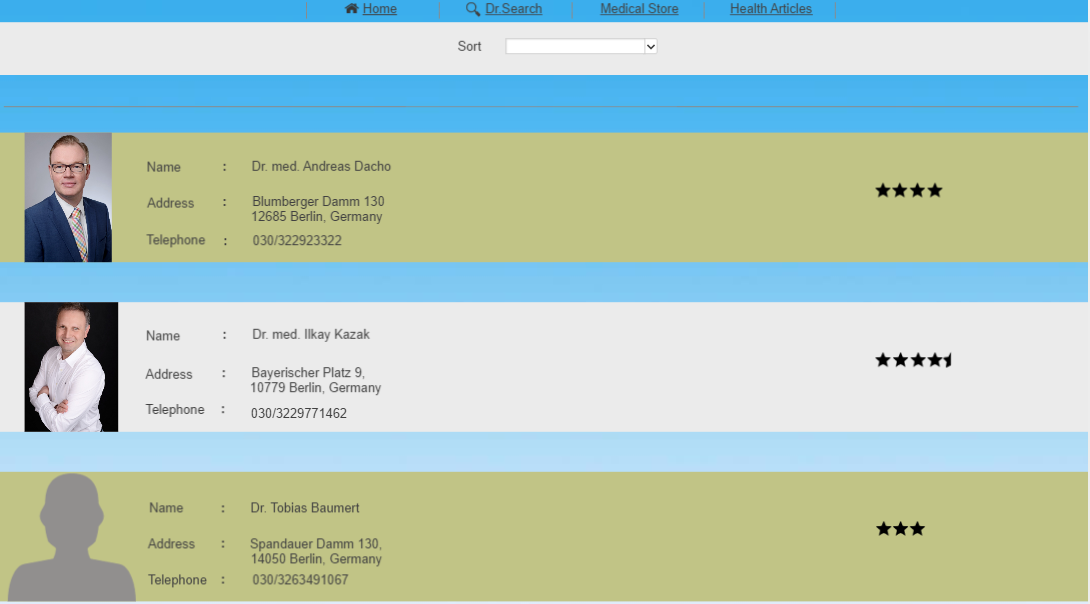 Home Dr.Search Medical Store Health Articles
Sort
Name : Dr. med. Andreas Dacho
Address : Blumberger Damm 130
12685 Berlin, Germany
Telephone : 030/322923322
Name : Dr. med. Ilkay Kazak
Address : Bayerischer Platz 9,
10779 Berlin, Germany
Telephone : 030/3229771462
Name : Dr. Tobias Baumert
Address : Spandauer Damm 130,
14050 Berlin, Germany
Telephone : 030/3263491067